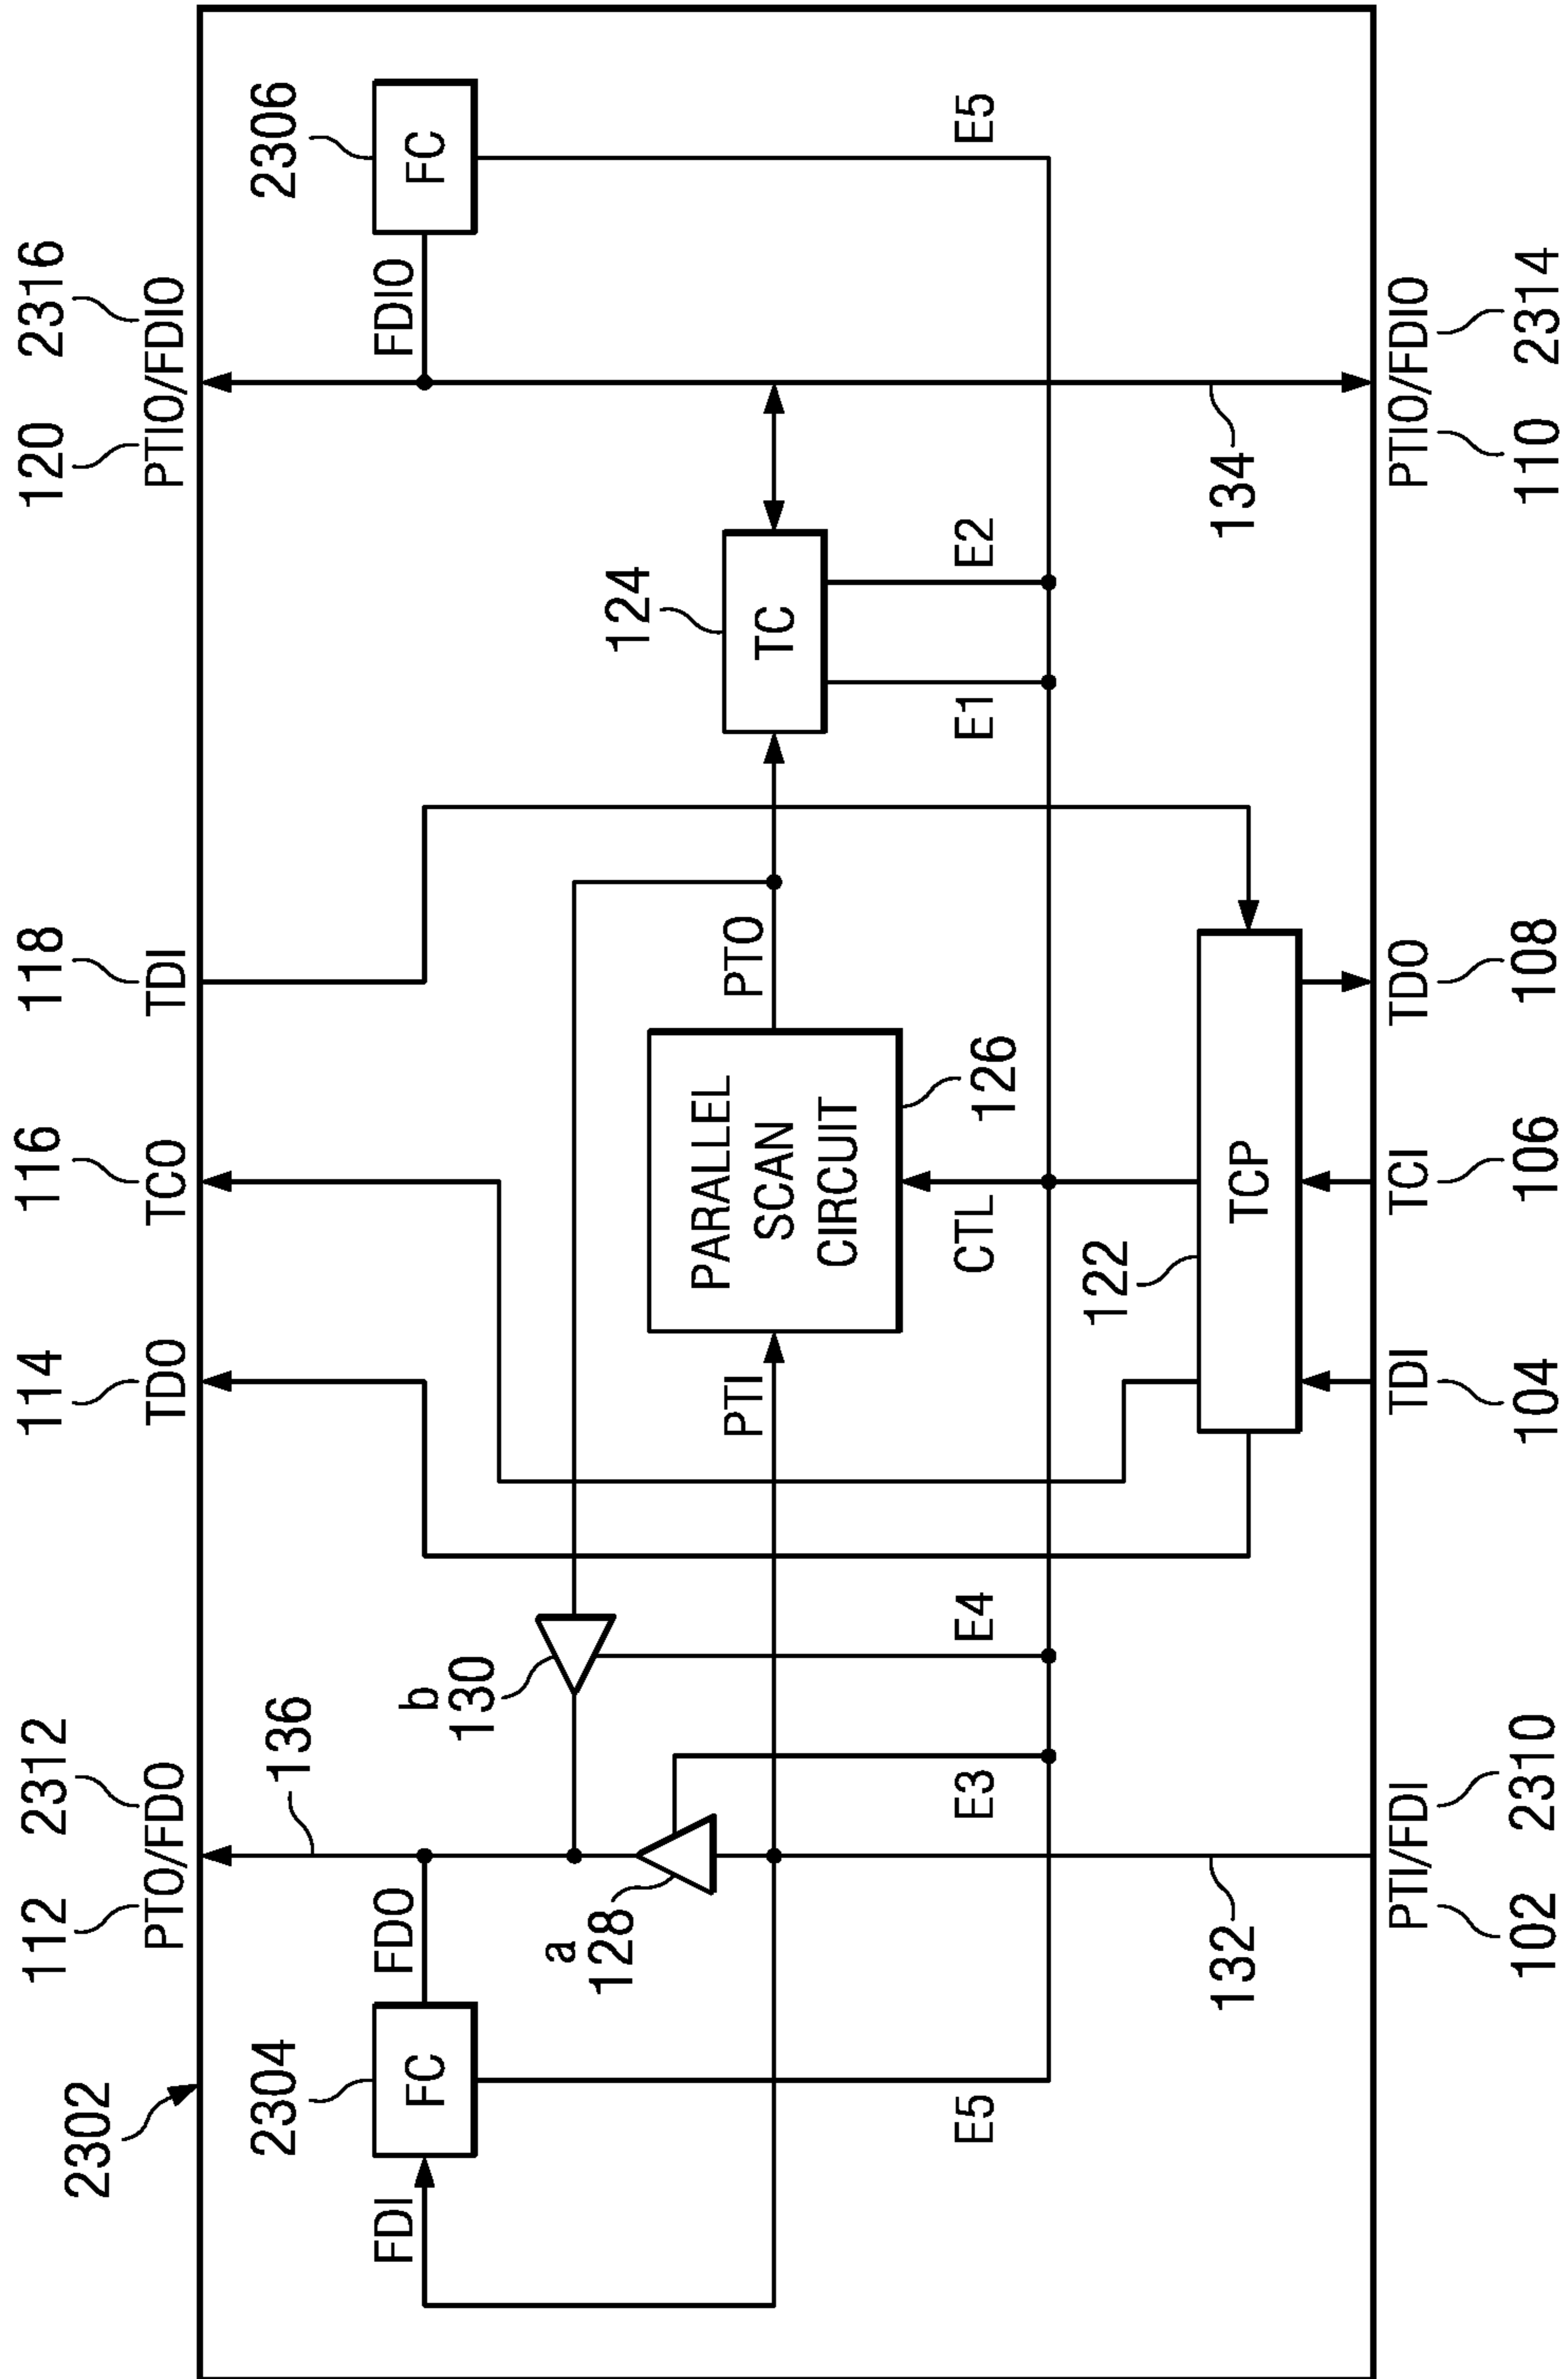 2302
112 2312
PTO/FDO
114
TDO
116
TCO
118
TDI
120 2316
PTIO/FDIO
136
2304
FC
FDI
FDO
2306
FC
FDIO
b
130
a
128
PARALLEL
SCAN
CIRCUIT
126
PTI
PTO
124
TC
E5
E3
E4
CTL
E1
E2
E5
122
TCP
132
134
PTI/FDI
102 2310
TDI
104
TCI
106
TDO
108
PTIO/FDIO
110 2314